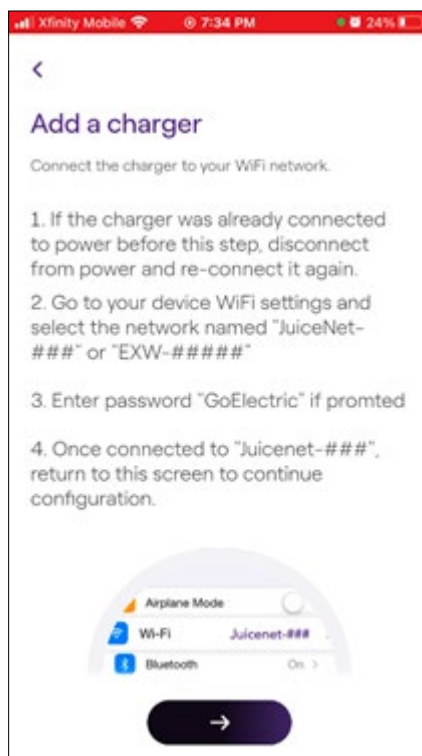 Xfinity Mobile 7:34 PM 24%
Add a charger
Connect the charger to your WiFi network.
1. If the charger was already connected
to power before this step, disconnect
from power and re-connect it again.
2. Go to your device WiFi settings and
select the network named "JuiceNet-
###" or "EXW-#####"
3. Enter password "GoElectric" if promted
4. Once connected to "Juicenet-###",
return to this screen to continue
configuration.
Airplane Mode
Wi-Fi Juicenet-###
Bluetooth On